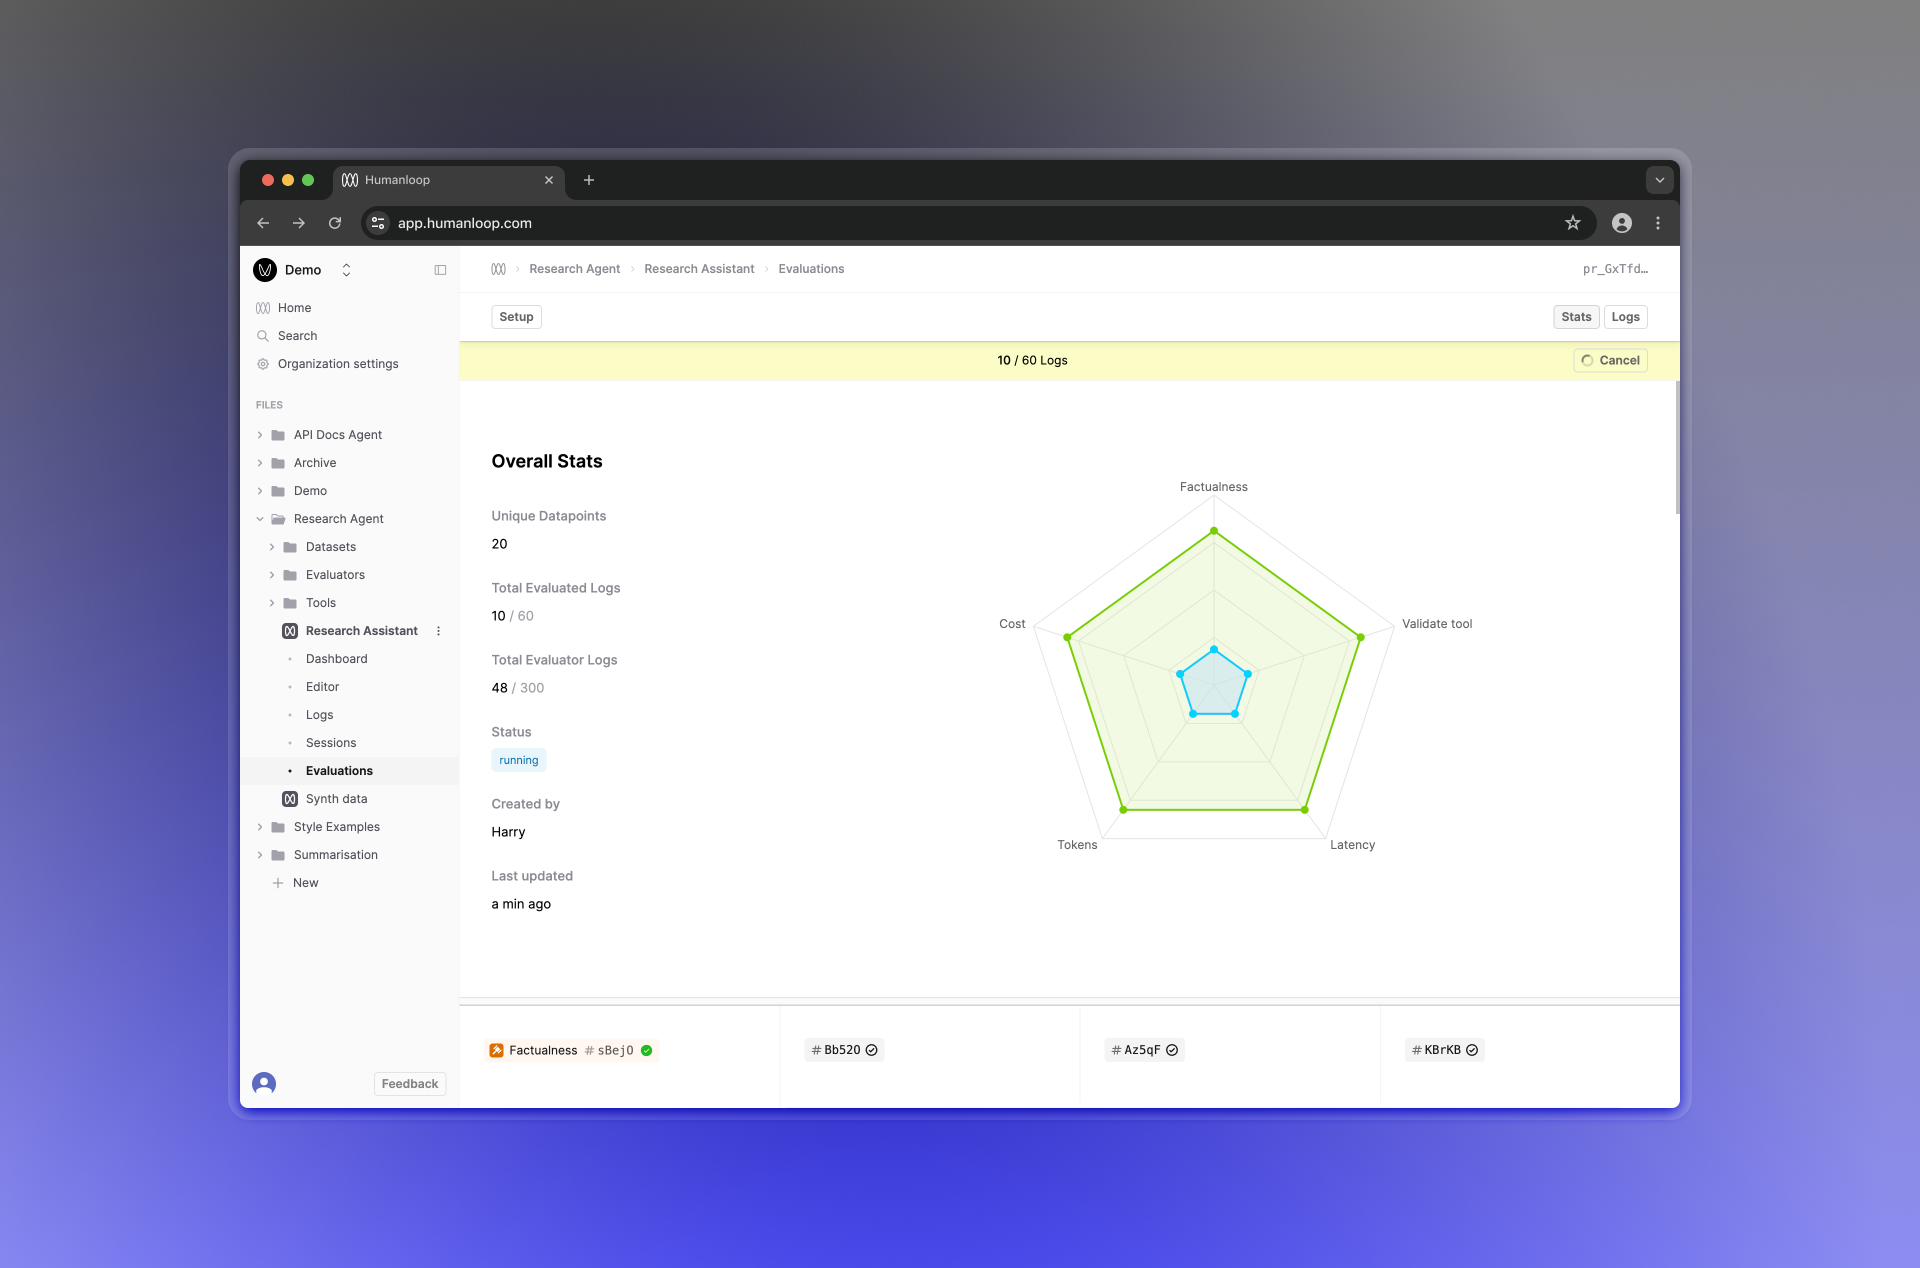 Humanloop
app.humanloop.com
Demo
Home
Search
Organization settings
FILES
API Docs Agent
Archive
Demo
Research Agent
Datasets
Evaluators
Tools
Research Assistant
Dashboard
Editor
Logs
Sessions
Evaluations
Synth data
Style Examples
Summarisation
New
Feedback
Research Agent Research Assistant Evaluations pr_GxTfd…
Setup Stats Logs
10 / 60 Logs Cancel
Overall Stats
Unique Datapoints
20
Total Evaluated Logs
10 / 60
Total Evaluator Logs
48 / 300
Status
running
Created by
Harry
Last updated
a min ago
Factualness
Cost
Validate tool
Tokens
Latency
Factualness # sBejO # Bb52O # Az5qF # KBrKB